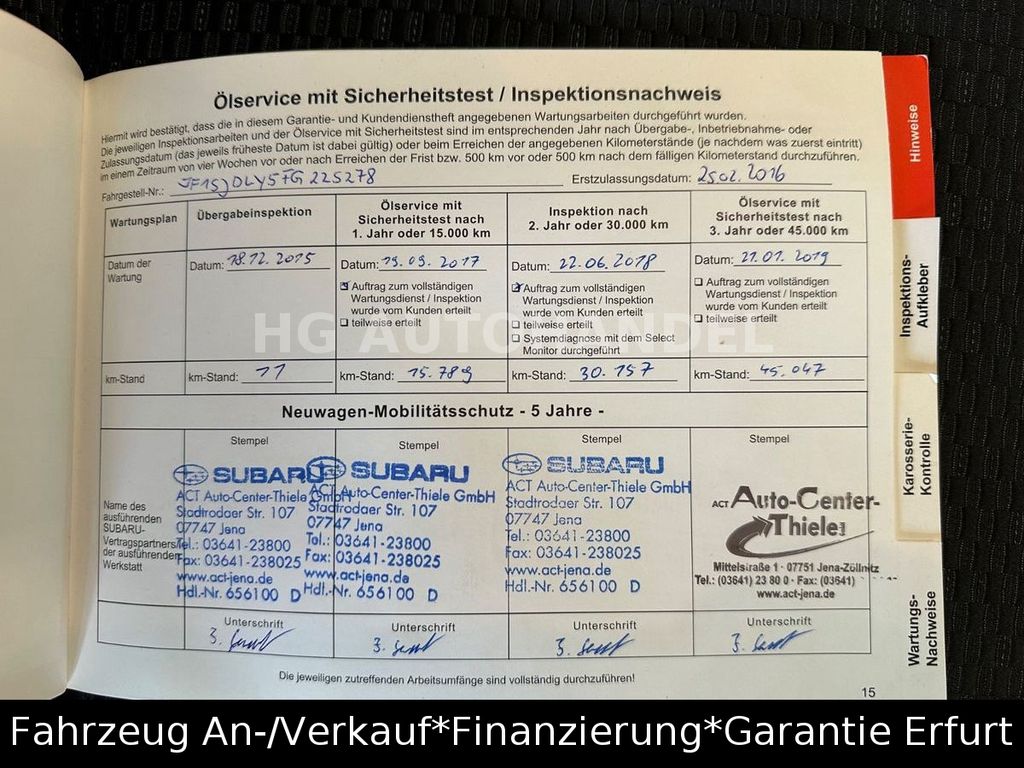 Ölservice mit Sicherheitstest / Inspektionsnachweis
Hiermit wird bestätigt, dass die in diesem Garantie- und Kundendienstheft angegebenen Wartungsarbeiten durchgeführt wurden.
Die jeweiligen Inspektionsarbeiten und der Ölservice mit Sicherheitstest sind im entsprechenden Jahr nach Übergabe-, Inbetriebnahme- oder
Zulassungsdatum (das jeweils früheste Datum ist dabei gültig) oder beim Erreichen der angegebenen Kilometerstände (je nachdem was zuerst eintritt)
im einem Zeitraum von vier Wochen vor oder nach Erreichen der Frist bzw. 500 km vor oder 500 km nach dem fälligen Kilometerstand durchzuführen.
Fahrgestell-Nr.: Erstzulassungsdatum: 25.02.2016
Wartungsplan
Übergabeinspektion
Ölservice mit
Sicherheitstest nach
1. Jahr oder 15.000 km
Inspektion nach
2. Jahr oder 30.000 km
Ölservice mit
Sicherheitstest nach
3. Jahr oder 45.000 km
Datum der
Wartung
Datum: 18.12.2015
Datum: 19.09.2017
Auftrag zum vollständigen
Wartungsdienst / Inspektion
wurde vom Kunden erteilt
teilweise erteilt
Datum: 22.06.2018
Auftrag zum vollständigen
Wartungsdienst / Inspektion
wurde vom Kunden erteilt
teilweise erteilt
Systemdiagnose mit dem Select
Monitor durchgeführt
Datum: 21.01.2019
Auftrag zum vollständigen
Wartungsdienst / Inspektion
wurde vom Kunden erteilt
teilweise erteilt
HG AUTOHANDEL
km-Stand
km-Stand: 11
km-Stand: 15.789
km-Stand: 30.157
km-Stand: 45.047
Neuwagen-Mobilitätsschutz - 5 Jahre -
Name des
ausführenden
SUBARU-
Vertragspartners/
der ausführenden
Werkstatt
Stempel
SUBARU
ACT Auto-Center-Thiele GmbH
Stadtrodaer Str. 107
07747 Jena
Tel.: 03641-23800
Fax: 03641-238025
www.act-jena.de
Hdl.-Nr. 656100 D
Stempel
SUBARU
ACT Auto-Center-Thiele GmbH
Stadtrodaer Str. 107
07747 Jena
Tel.: 03641-23800
Fax: 03641-238025
www.act-jena.de
Hdl.-Nr. 656100 D
Stempel
SUBARU
ACT Auto-Center-Thiele GmbH
Stadtrodaer Str. 107
07747 Jena
Tel.: 03641-23800
Fax: 03641-238025
www.act-jena.de
Hdl.-Nr. 656100 D
Stempel
ACT Auto-Center-
Thiele
Mittelstraße 1 · 07751 Jena-Zöllnitz
Tel.: (03641) 23 80 0 · Fax: (03641)
www.act-jena.de
Unterschrift
Unterschrift
Unterschrift
Unterschrift
Die jeweiligen zutreffenden Arbeitsumfänge sind vollständig durchzuführen!
15
Hinweise
Inspektions-
Aufkleber
Karosserie-
Kontrolle
Wartungs-
Nachweise
Fahrzeug An-/Verkauf*Finanzierung*Garantie Erfurt